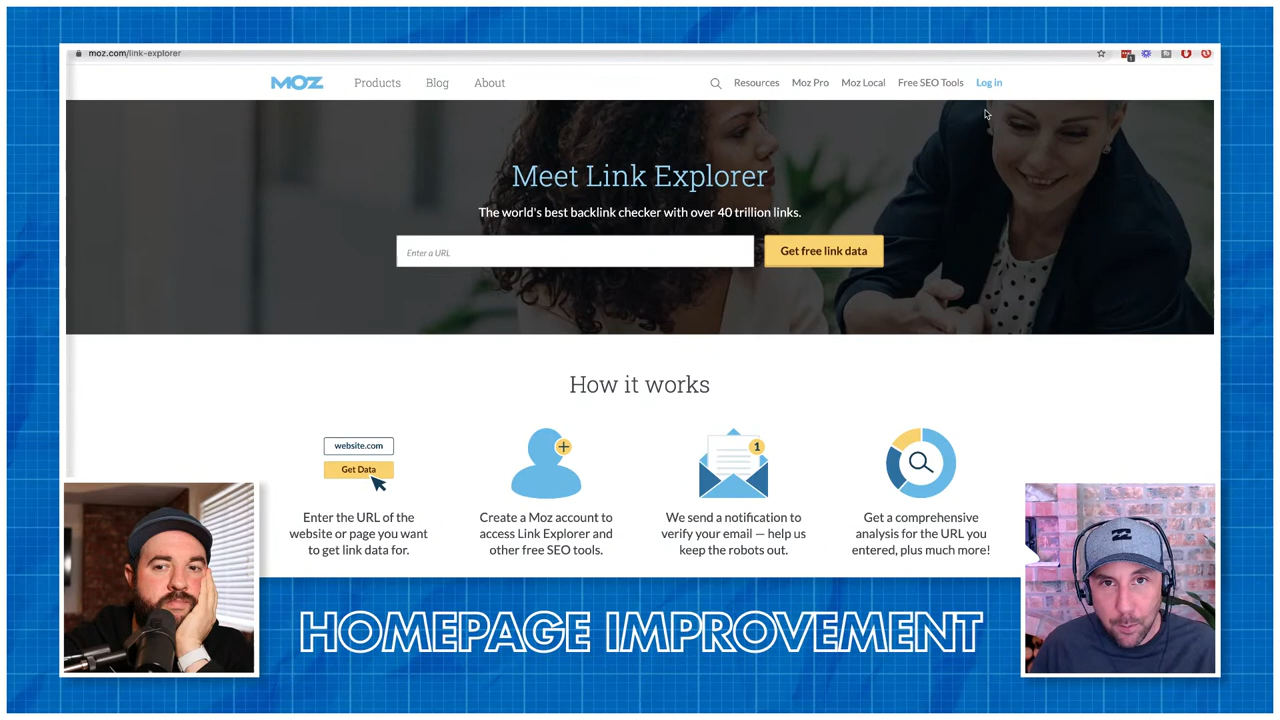 moz.com/link-explorer
MOZ Products Blog About Resources Moz Pro Moz Local Free SEO Tools Log in
Meet Link Explorer
The world's best backlink checker with over 40 trillion links.
Enter a URL Get free link data
How it works
website.com
Get Data
1
Enter the URL of the
website or page you want
to get link data for.
Create a Moz account to
access Link Explorer and
other free SEO tools.
We send a notification to
verify your email — help us
keep the robots out.
Get a comprehensive
analysis for the URL you
entered, plus much more!
HOMEPAGE IMPROVEMENT